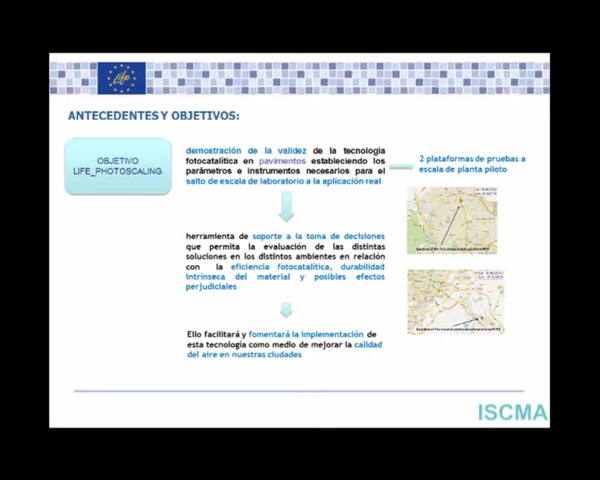 Life
ANTECEDENTES Y OBJETIVOS:
OBJETIVO
LIFE_PHOTOSCALING
demostración de la validez de la tecnología
fotocatalítica en pavimentos estableciendo los
parámetros e instrumentos necesarios para el
salto de escala de laboratorio a la aplicación real
2 plataformas de pruebas a
escala de planta piloto
herramienta de soporte a la toma de decisiones
que permita la evaluación de las distintas
soluciones en los distintos ambientes en relación
con la eficiencia fotocatalítica, durabilidad
intrínseca del material y posibles efectos
perjudiciales
Ello facilitará y fomentará la implementación de
esta tecnología como medio de mejorar la calidad
del aire en nuestras ciudades
ISCMA